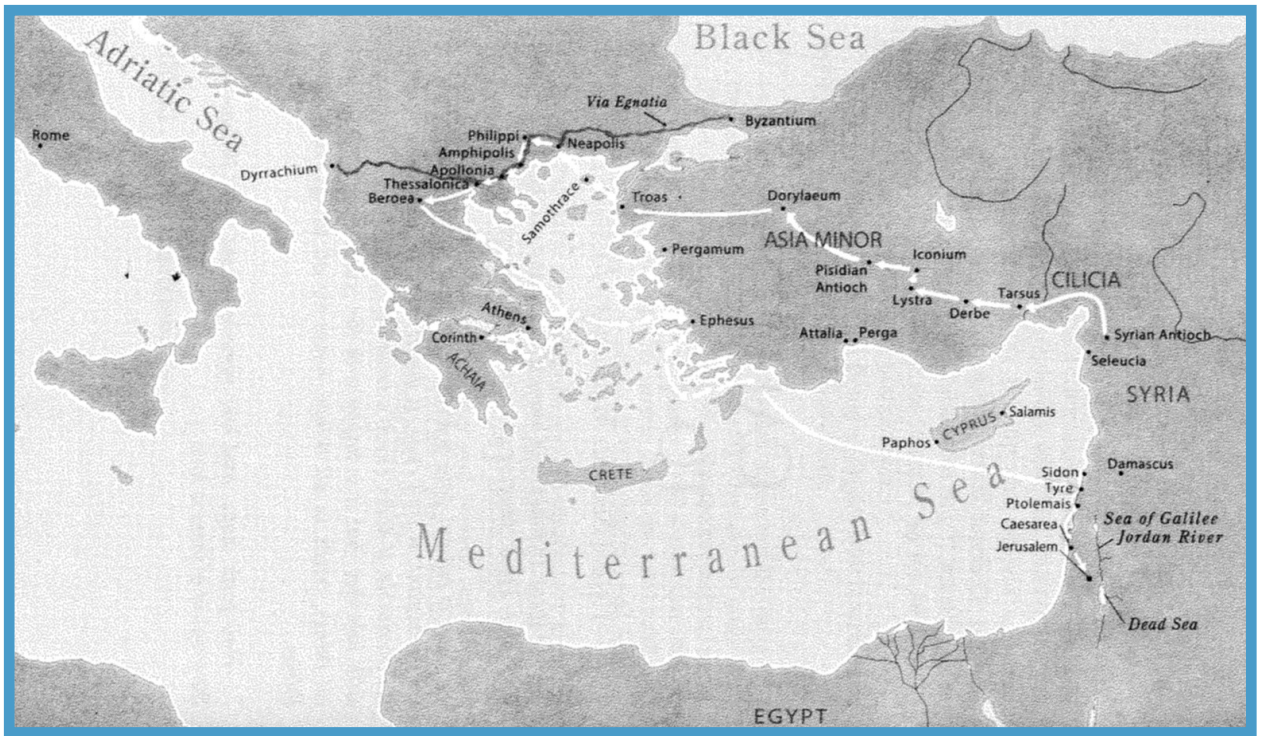 Black Sea
Adriatic Sea
Via Egnatia
Byzantium
Rome
Philippi
Neapolis
Amphipolis
Dyrrachium
Apollonia
Thessalonica
Beroea
Samothrace
Troas
Dorylaeum
ASIA MINOR
Pergamum
Pisidian
Antioch
Iconium
CILICIA
Lystra
Tarsus
Derbe
Athens
Corinth
ACHAIA
Ephesus
Attalia
Perga
Syrian Antioch
Seleucia
SYRIA
Salamis
CYPRUS
Paphos
CRETE
Sidon
Damascus
Tyre
Ptolemais
Mediterranean Sea
Caesarea
Sea of Galilee
Jordan River
Jerusalem
Dead Sea
EGYPT